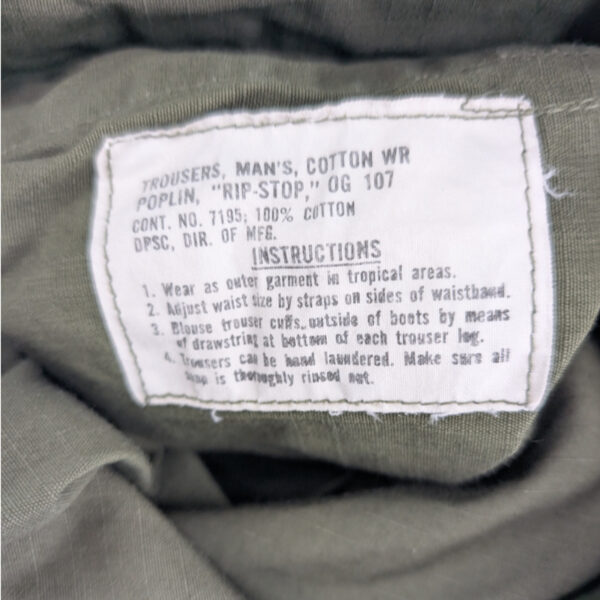 TROUSERS, MAN'S, COTTON WR
POPLIN, "RIP-STOP," OG 107
CONT. NO. 7195; 100% COTTON
DPSC, DIR. OF MFG.
INSTRUCTIONS
1. Wear as outer garment in tropical areas.
2. Adjust waist size by straps on sides of waistband.
3. Blouse trouser cuffs outside of boots by means
of drawstring at bottom of each trouser leg.
4. Trousers can be hand laundered. Make sure all
soap is thoroughly rinsed out.